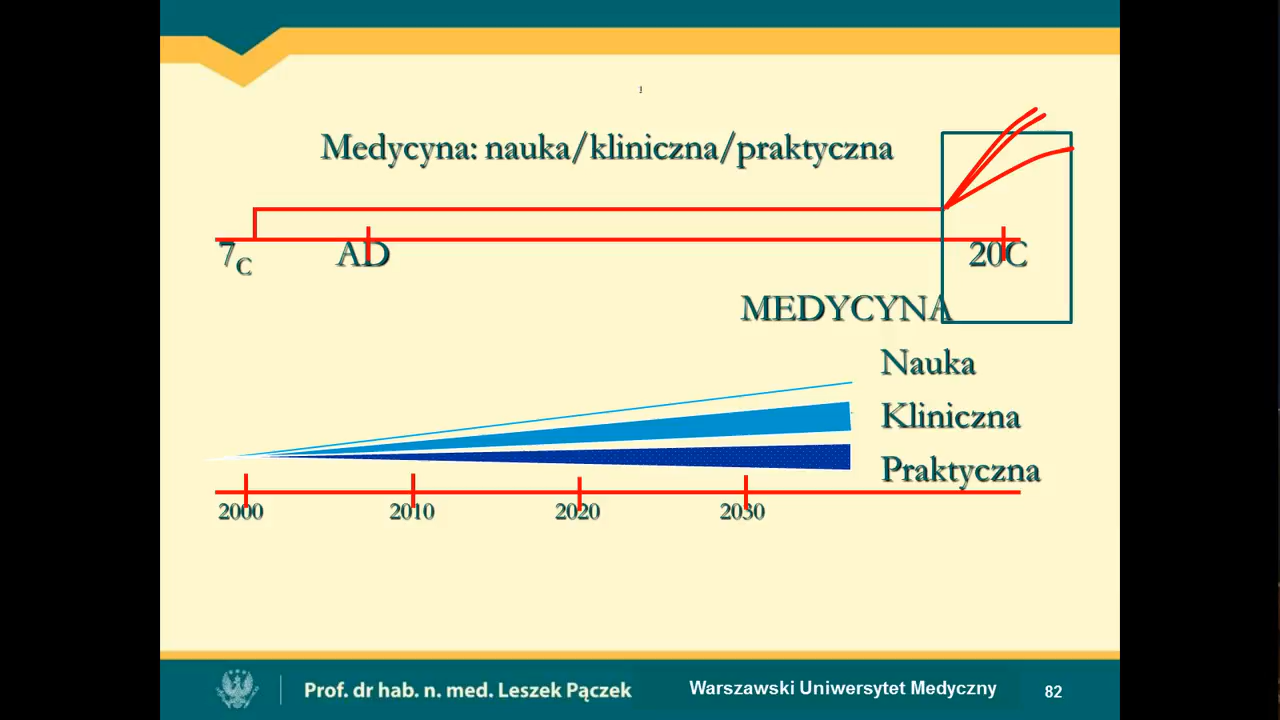 1
Medycyna: nauka/kliniczna/praktyczna
7C AD 20C
MEDYCYNA
Nauka
Kliniczna
Praktyczna
2000 2010 2020 2030
Prof. dr hab. n. med. Leszek Pączek Warszawski Uniwersytet Medyczny 82